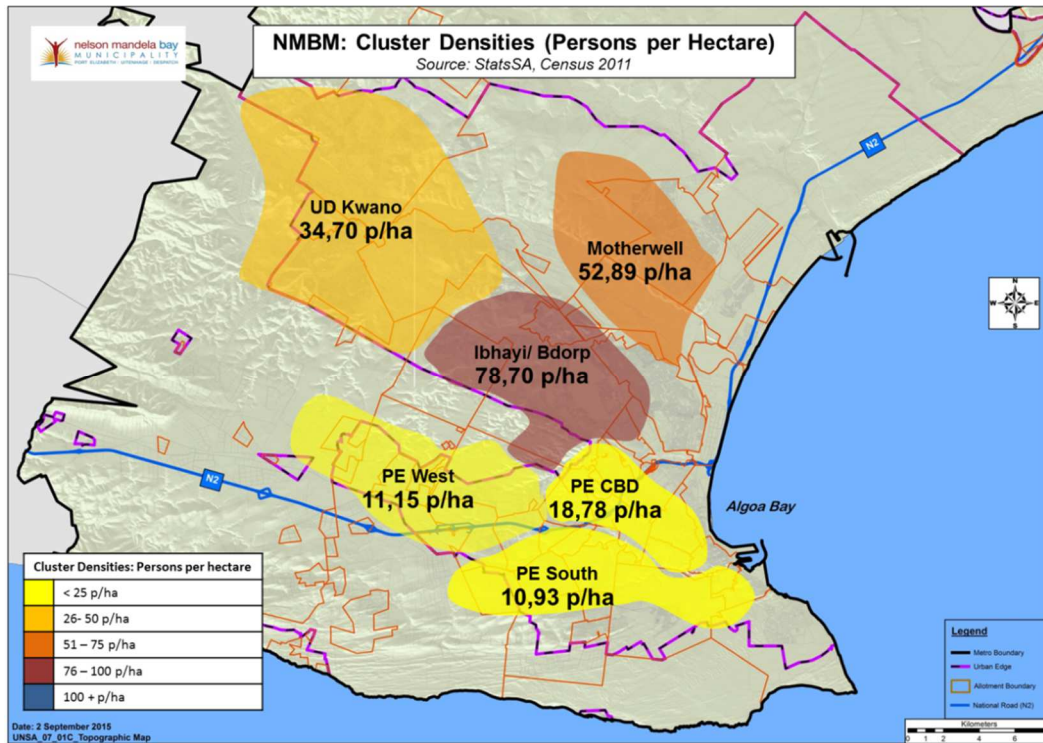 nelson mandela bay
MUNICIPALITY
PORT ELIZABETH | UITENHAGE | DESPATCH
NMBM: Cluster Densities (Persons per Hectare)
Source: StatsSA, Census 2011
N2
UD Kwano
34,70 p/ha
Motherwell
52,89 p/ha
N
W E
S
Ibhayi/ Bdorp
78,70 p/ha
N2
PE West
11,15 p/ha
PE CBD
18,78 p/ha
Algoa Bay
PE South
10,93 p/ha
Cluster Densities: Persons per hectare
< 25 p/ha
26- 50 p/ha
51 – 75 p/ha
76 – 100 p/ha
100 + p/ha
Legend
Metro Boundary
Urban Edge
Allotment Boundary
National Road (N2)
Kilometers
0 1 2 4 6
Date: 2 September 2015
UNSA_07_01C_Topographic Map